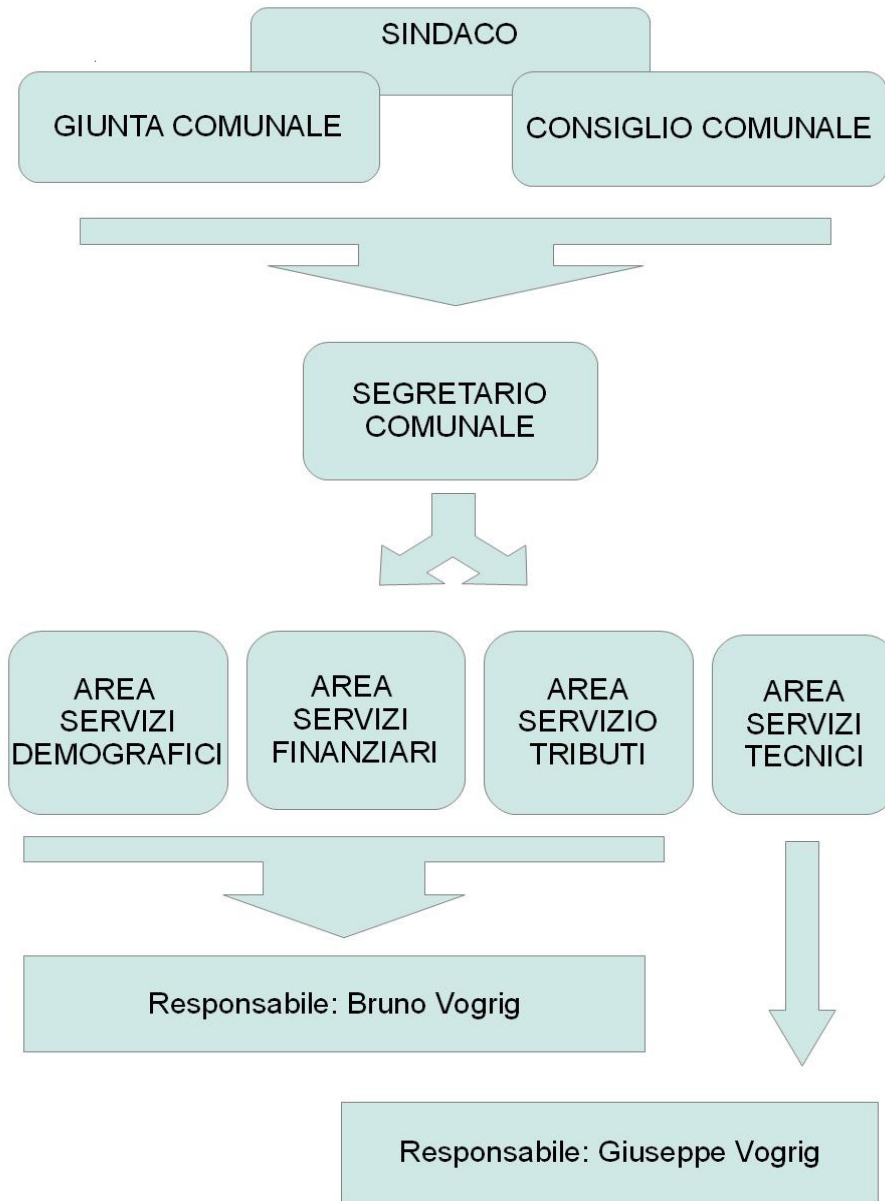 SINDACO
GIUNTA COMUNALE
CONSIGLIO COMUNALE
SEGRETARIO
COMUNALE
AREA
SERVIZI
DEMOGRAFICI
AREA
SERVIZI
FINANZIARI
AREA
SERVIZIO
TRIBUTI
AREA
SERVIZI
TECNICI
Responsabile: Bruno Vogrig
Responsabile: Giuseppe Vogrig